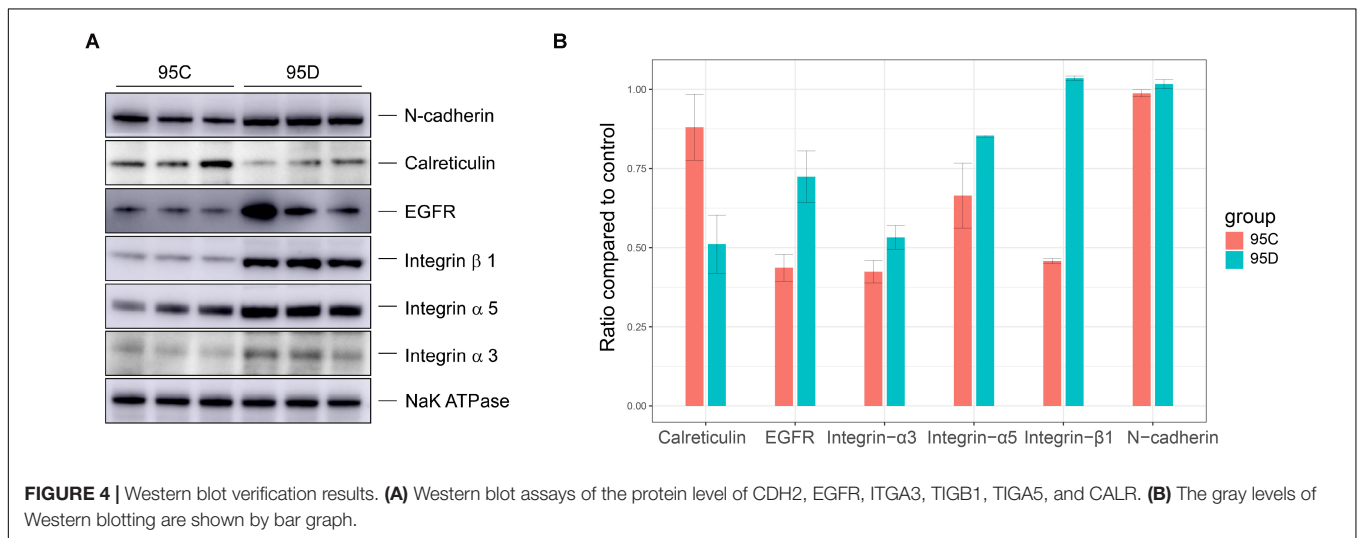 A
95C 95D
N-cadherin
Calreticulin
EGFR
Integrin β 1
Integrin α 5
Integrin α 3
NaK ATPase
B
Ratio compared to control
1.00
0.75
0.50
0.25
0.00
Calreticulin EGFR Integrin−α3 Integrin−α5 Integrin−β1 N−cadherin
group
95C
95D
FIGURE 4 | Western blot verification results. (A) Western blot assays of the protein level of CDH2, EGFR, ITGA3, TIGB1, TIGA5, and CALR. (B) The gray levels of
Western blotting are shown by bar graph.